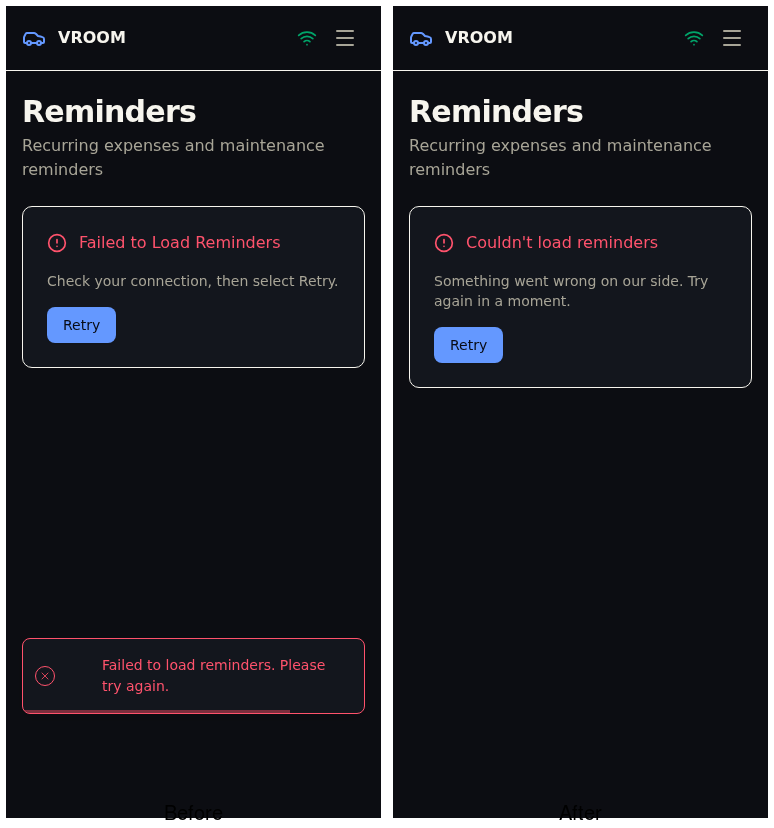 VROOM
Reminders
Recurring expenses and maintenance
reminders
Failed to Load Reminders
Check your connection, then select Retry.
Retry
Failed to load reminders. Please
try again.
Before
VROOM
Reminders
Recurring expenses and maintenance
reminders
Couldn't load reminders
Something went wrong on our side. Try
again in a moment.
Retry
After